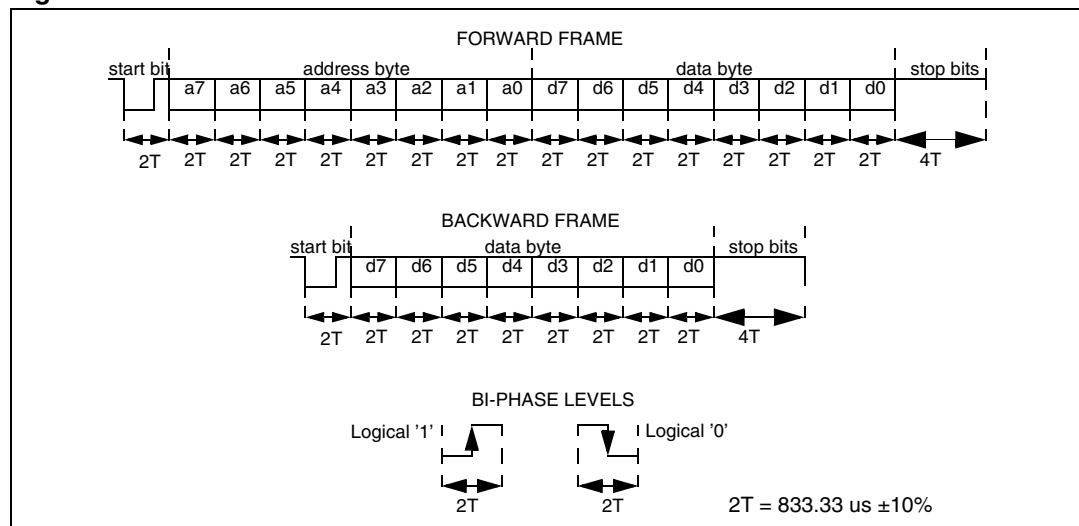 FORWARD FRAME
start bit address byte data byte stop bits
a7 a6 a5 a4 a3 a2 a1 a0 d7 d6 d5 d4 d3 d2 d1 d0
2T 2T 2T 2T 2T 2T 2T 2T 2T 2T 2T 2T 2T 2T 2T 2T 2T 4T
BACKWARD FRAME
start bit data byte stop bits
d7 d6 d5 d4 d3 d2 d1 d0
2T 2T 2T 2T 2T 2T 2T 2T 2T 4T
BI-PHASE LEVELS
Logical '1' Logical '0'
2T 2T
2T = 833.33 us ±10%